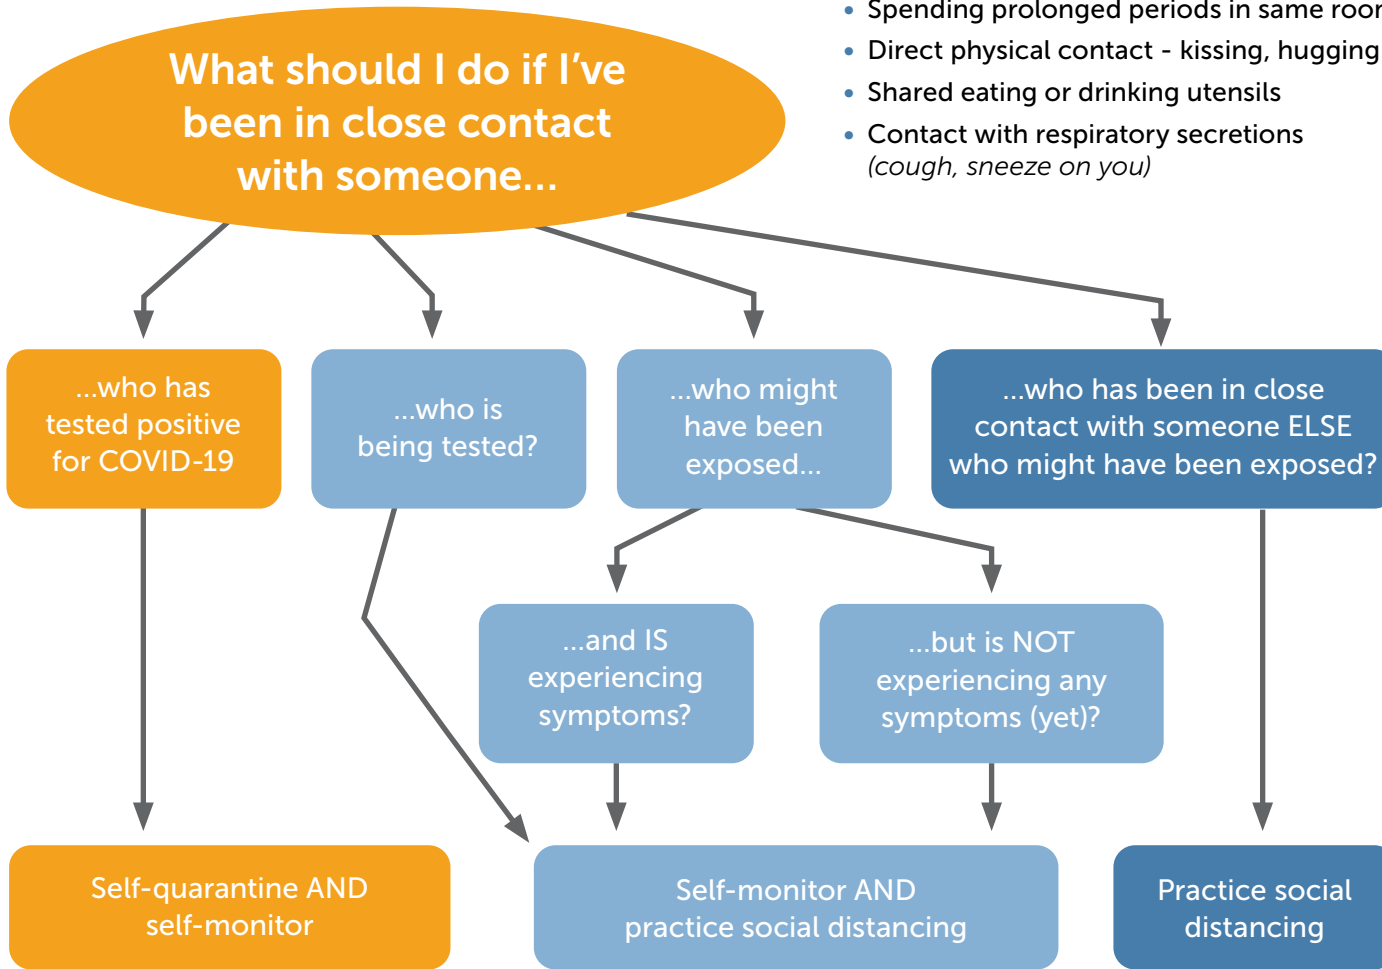 What should I do if I've
been in close contact
with someone...
• Spending prolonged periods in same room
• Direct physical contact - kissing, hugging
• Shared eating or drinking utensils
• Contact with respiratory secretions
(cough, sneeze on you)
...who has
tested positive
for COVID-19
...who is
being tested?
...who might
have been
exposed...
...who has been in close
contact with someone ELSE
who might have been exposed?
...and IS
experiencing
symptoms?
...but is NOT
experiencing any
symptoms (yet)?
Self-quarantine AND
self-monitor
Self-monitor AND
practice social distancing
Practice social
distancing